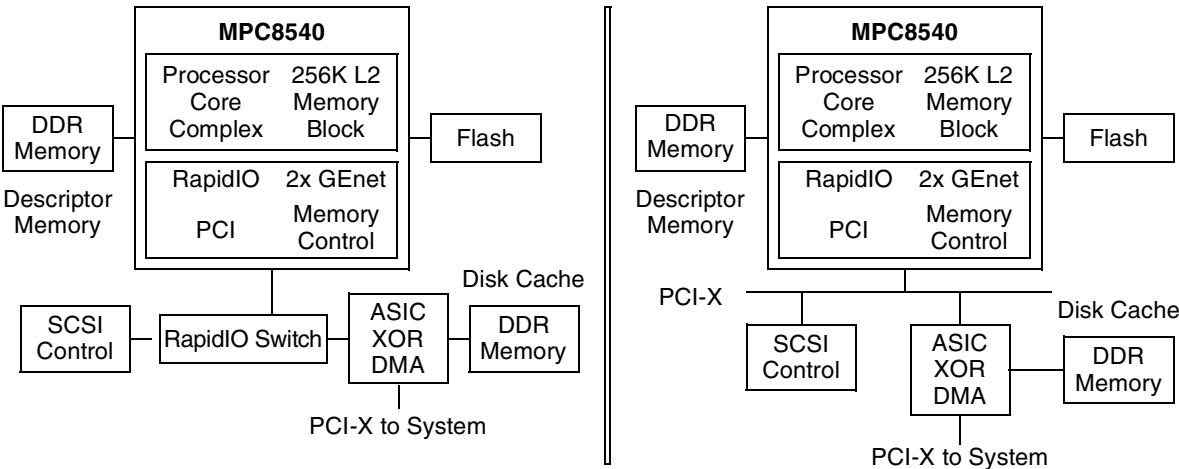 MPC8540
Processor
Core
Complex
256K L2
Memory
Block
DDR
Memory
Flash
Descriptor
Memory
RapidIO
2x GEnet
PCI
Memory
Control
Disk Cache
SCSI
Control
RapidIO Switch
ASIC
XOR
DMA
DDR
Memory
PCI-X to System
MPC8540
Processor
Core
Complex
256K L2
Memory
Block
DDR
Memory
Flash
Descriptor
Memory
RapidIO
2x GEnet
PCI
Memory
Control
PCI-X
Disk Cache
SCSI
Control
ASIC
XOR
DMA
DDR
Memory
PCI-X to System